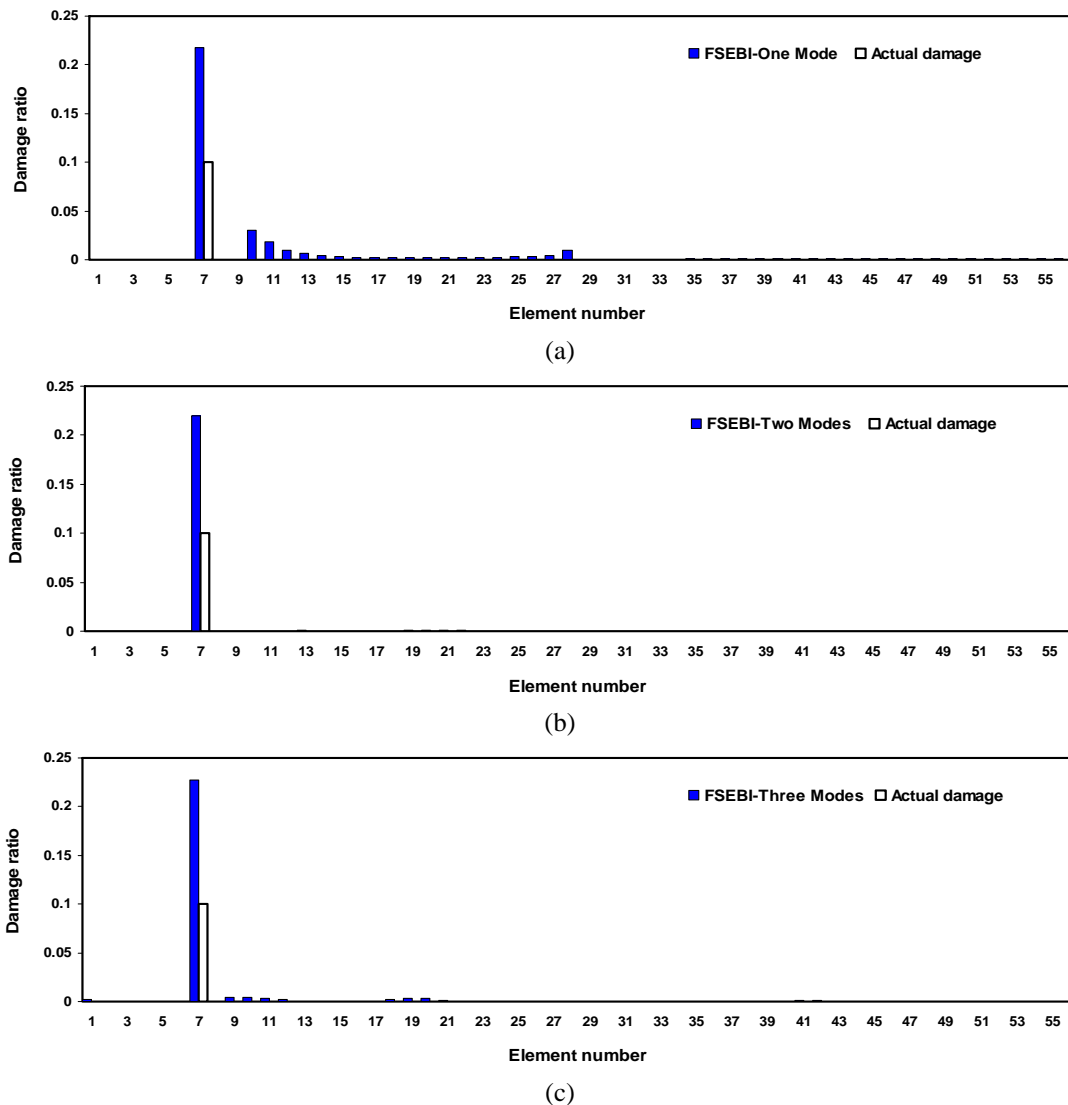 0.25
0.2
0.15
0.1
0.05
0
Damage ratio
FSEBI-One Mode Actual damage
1 3 5 7 9 11 13 15 17 19 21 23 25 27 29 31 33 35 37 39 41 43 45 47 49 51 53 55
Element number
(a)
0.25
0.2
0.15
0.1
0.05
0
Damage ratio
FSEBI-Two Modes Actual damage
1 3 5 7 9 11 13 15 17 19 21 23 25 27 29 31 33 35 37 39 41 43 45 47 49 51 53 55
Element number
(b)
0.25
0.2
0.15
0.1
0.05
0
Damage ratio
FSEBI-Three Modes Actual damage
1 3 5 7 9 11 13 15 17 19 21 23 25 27 29 31 33 35 37 39 41 43 45 47 49 51 53 55
Element number
(c)